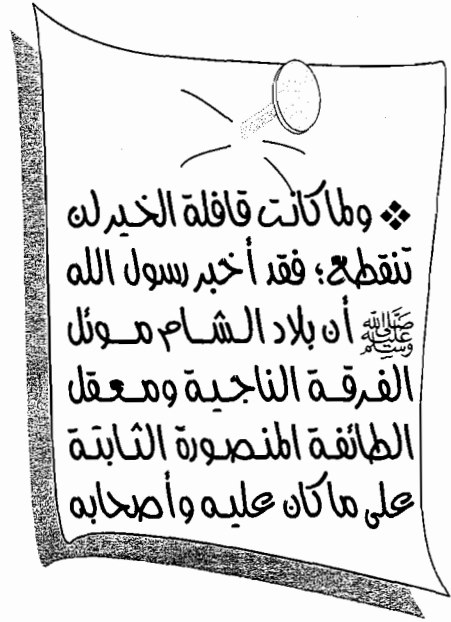 ❖ ولما كانت قافلة الخير لن
تنقطع؛ فقد أخبر رسول الله
ﷺ أن بلاد الشام موئل
الفرقة الناجية ومعقل
الطائفة المنصورة الثابتة
على ما كان عليه وأصحابه